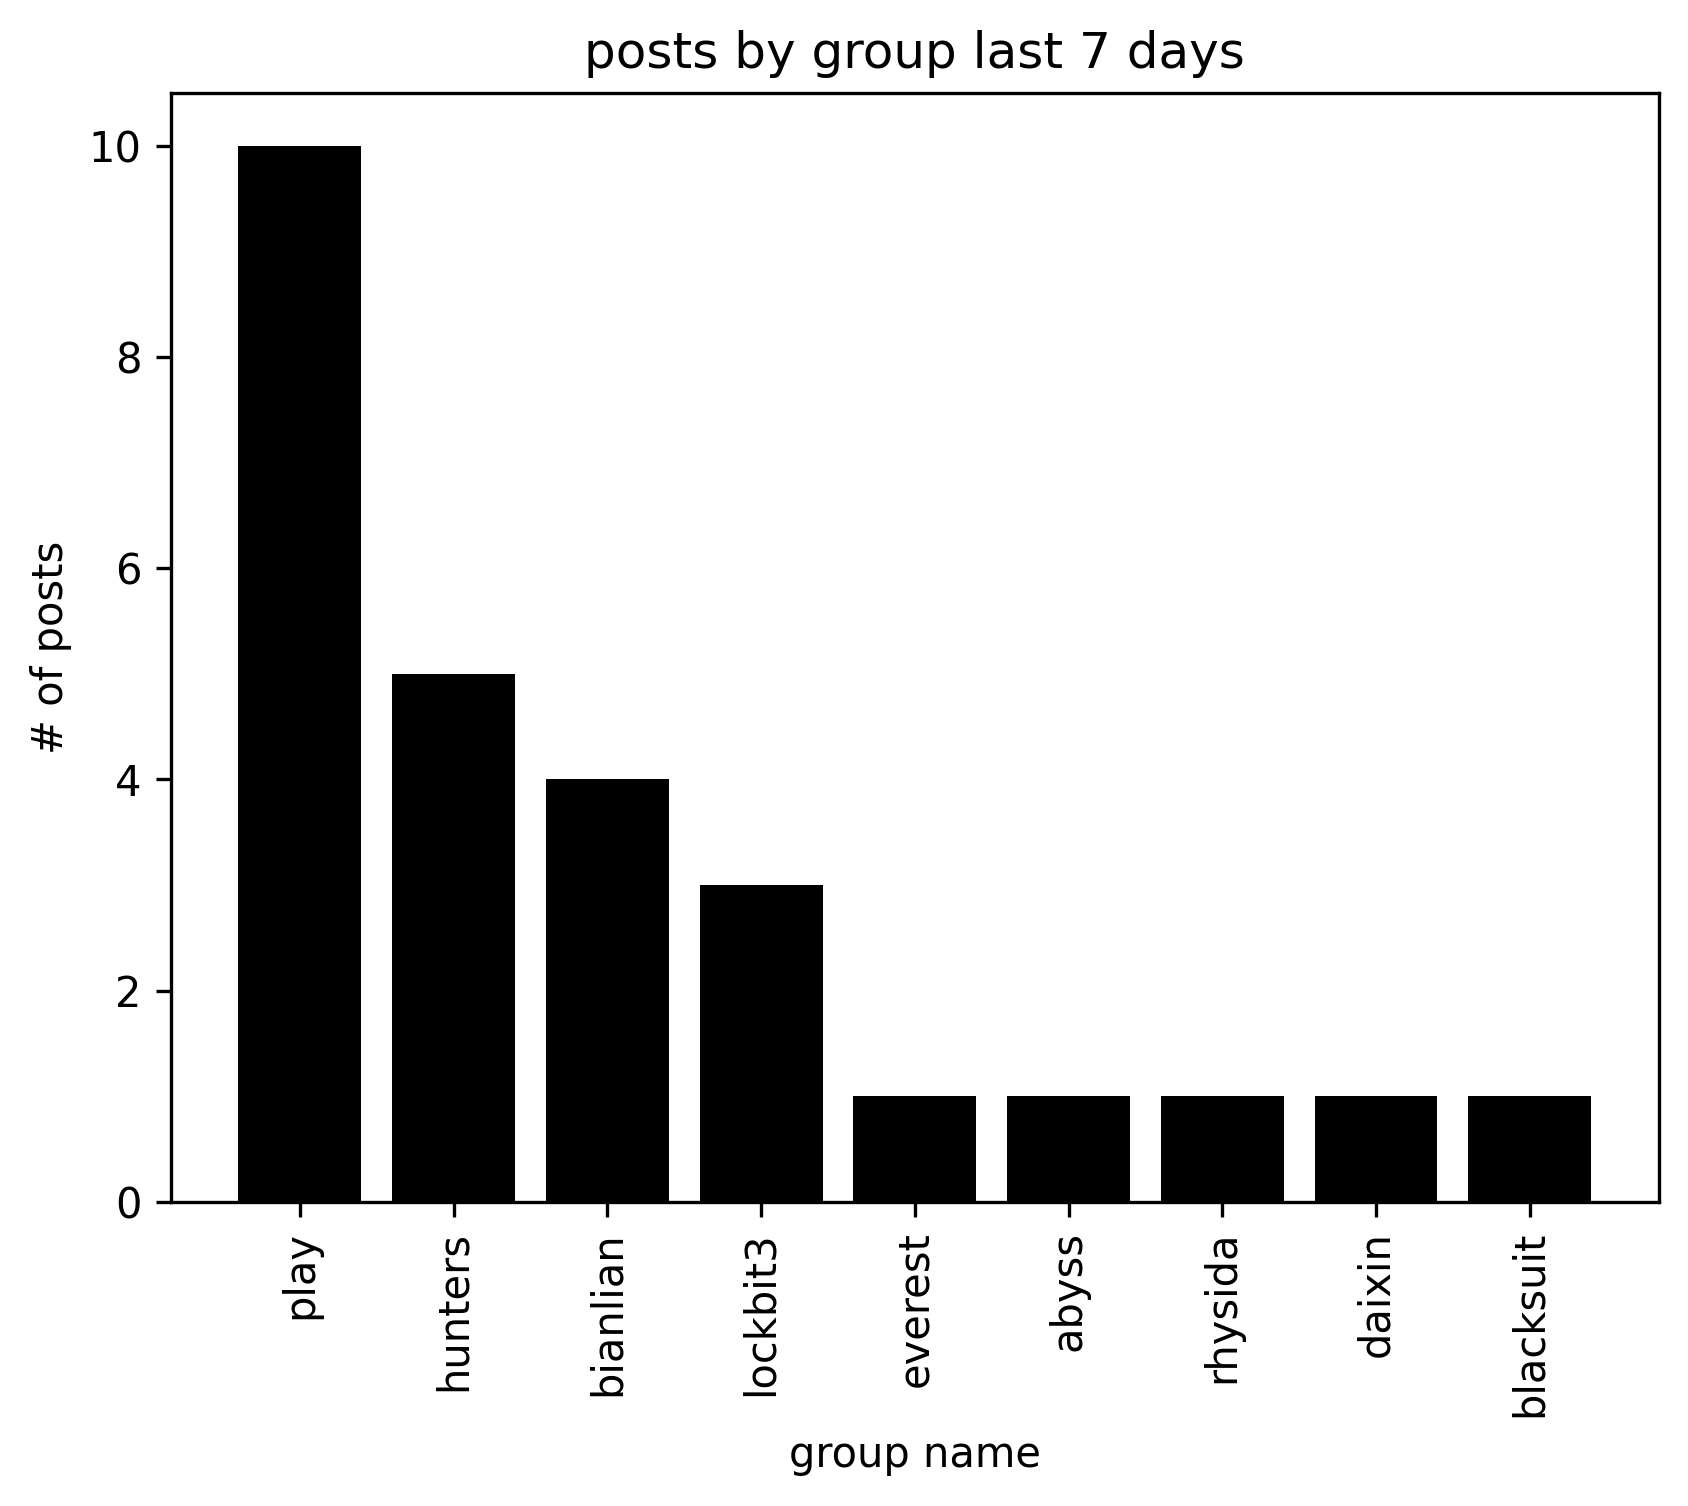 posts by group last 7 days
10
8
6
4
2
0
# of posts
play
hunters
bianlian
lockbit3
everest
abyss
rhysida
daixin
blacksuit
group name